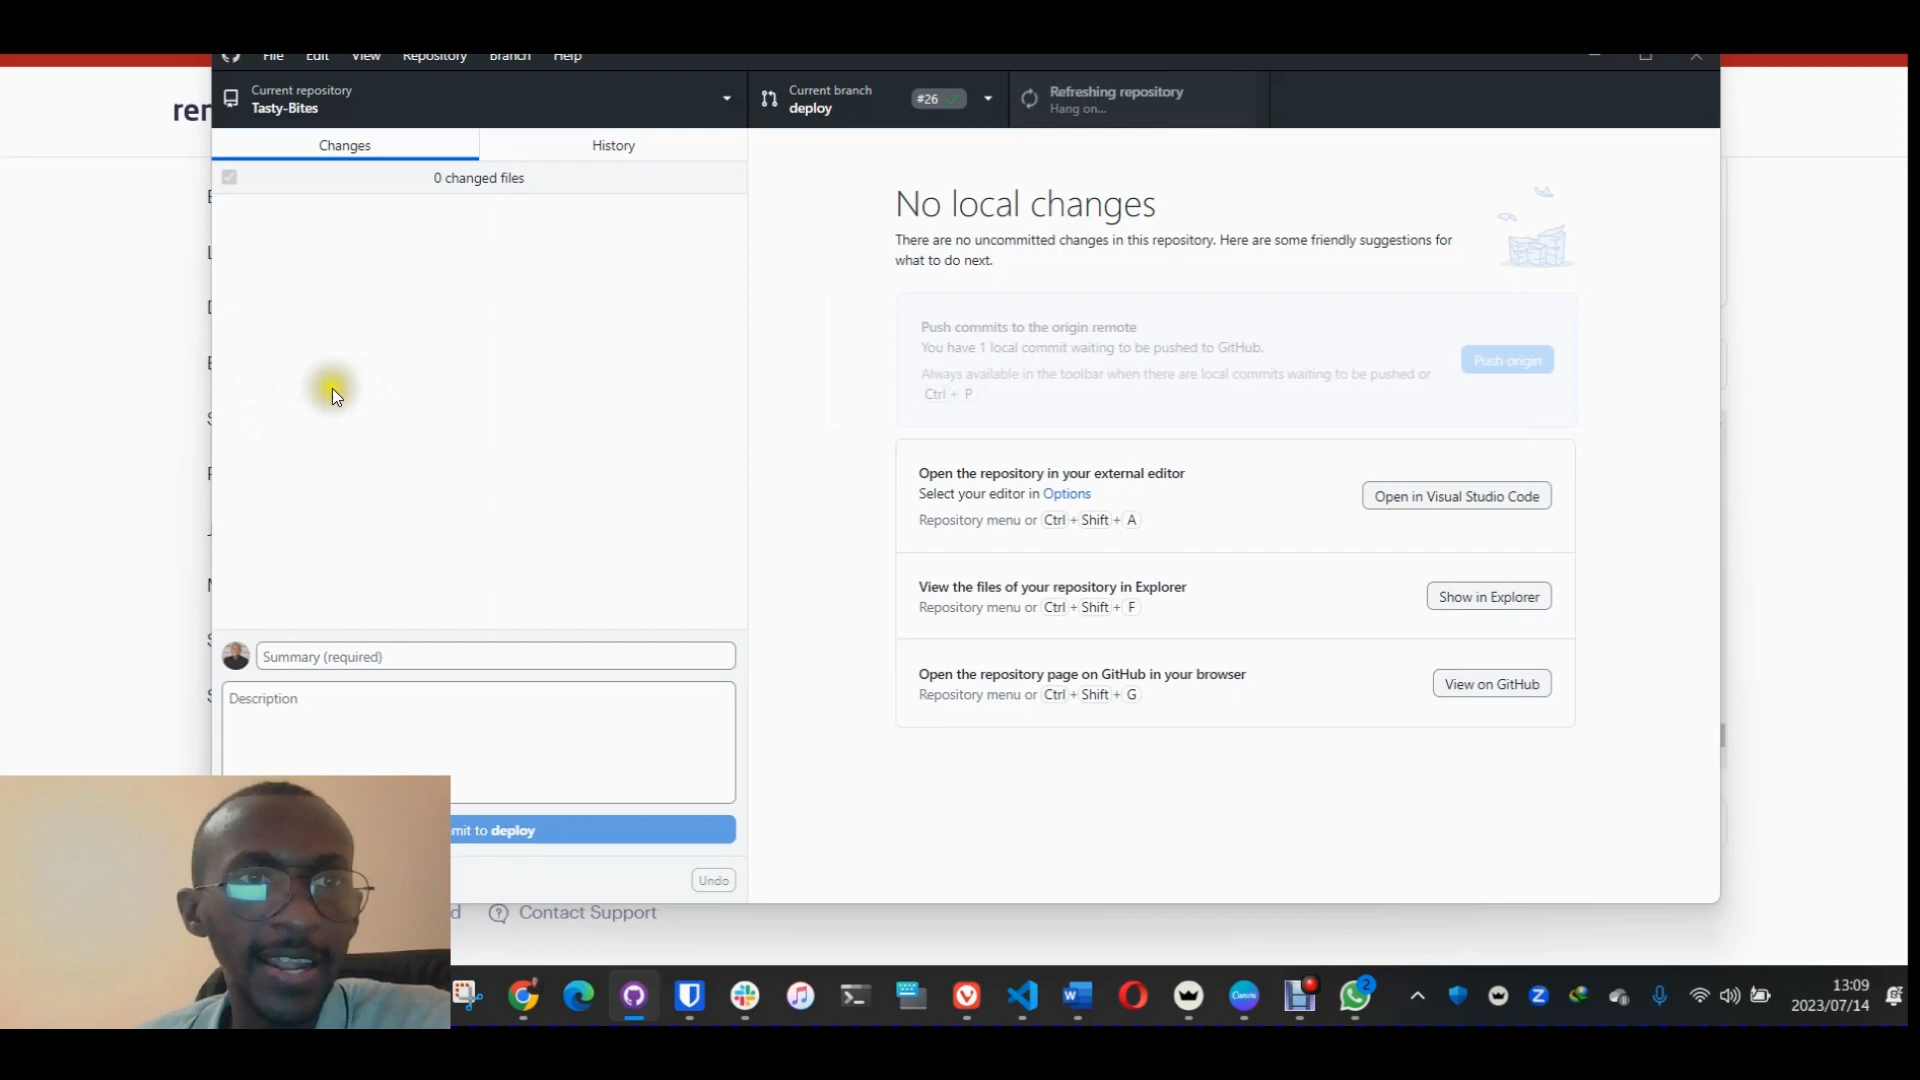 File Edit View Repository Branch Help
Current repository
Tasty-Bites
Current branch
deploy
#26
Refreshing repository
Hang on...
ren
Changes
History
0 changed files
No local changes
There are no uncommitted changes in this repository. Here are some friendly suggestions for
what to do next.
Push commits to the origin remote
You have 1 local commit waiting to be pushed to GitHub.
Always available in the toolbar when there are local commits waiting to be pushed or
Ctrl + P
Push origin
Open the repository in your external editor
Select your editor in Options
Repository menu or Ctrl + Shift + A
Open in Visual Studio Code
View the files of your repository in Explorer
Repository menu or Ctrl + Shift + F
Show in Explorer
Open the repository page on GitHub in your browser
Repository menu or Ctrl + Shift + G
View on GitHub
Summary (required)
Description
mit to deploy
Undo
d
Contact Support
Canva
2
13:09
2023/07/14